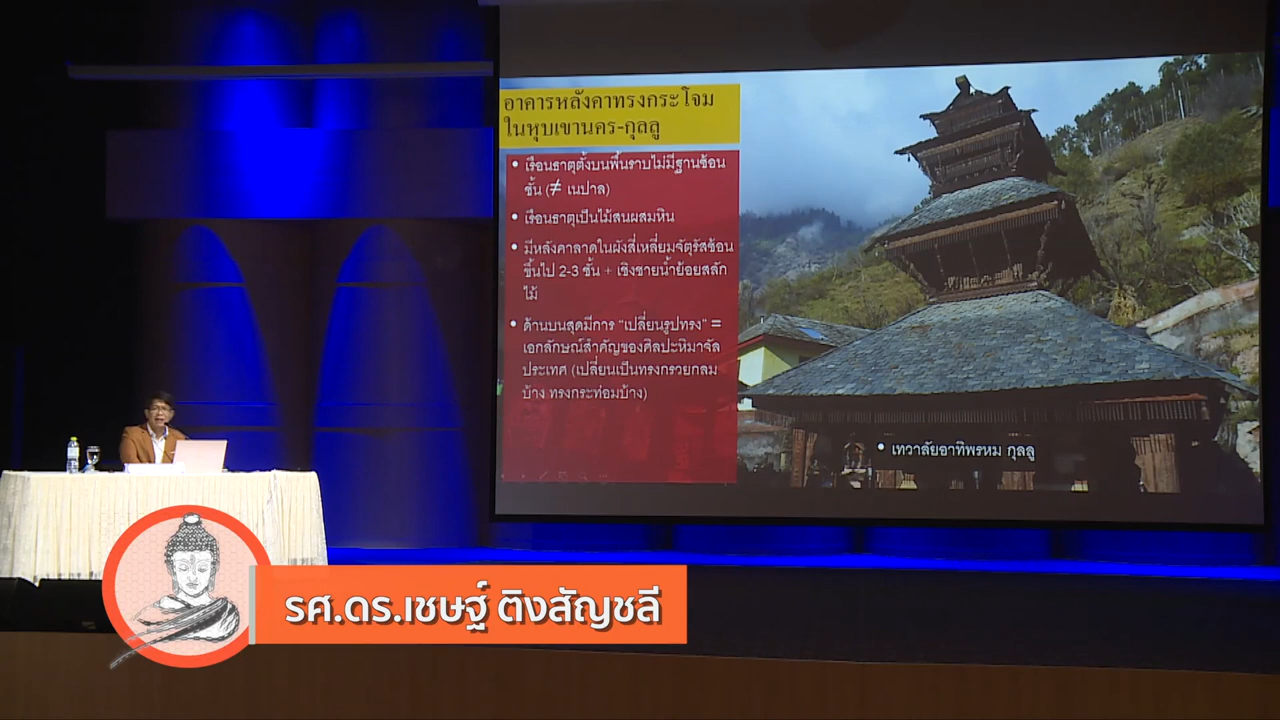 อาคารหลังคาทรงกระโจม
ในหุบเขานคร-กุลลู
• เรือนธาตุตั้งบนพื้นราบไม่มีฐานซ้อน
ชั้น (≠ เนปาล)
• เรือนธาตุเป็นไม้สนผสมหิน
• มีหลังคาลาดในผังสี่เหลี่ยมจัตุรัสซ้อน
ขึ้นไป 2-3 ชั้น + เชิงชายน้ำย้อยสลัก
ไม้
• ด้านบนสุดมีการ "เปลี่ยนรูปทรง" =
เอกลักษณ์สำคัญของศิลปะหิมาจัล
ประเทศ (เปลี่ยนเป็นทรงกรวยกลม
บ้าง ทรงกระท่อมบ้าง)
• เทวาลัยอาทิพรหม กุลลู
รศ.ดร.เชษฐ์ ติงสัญชลี